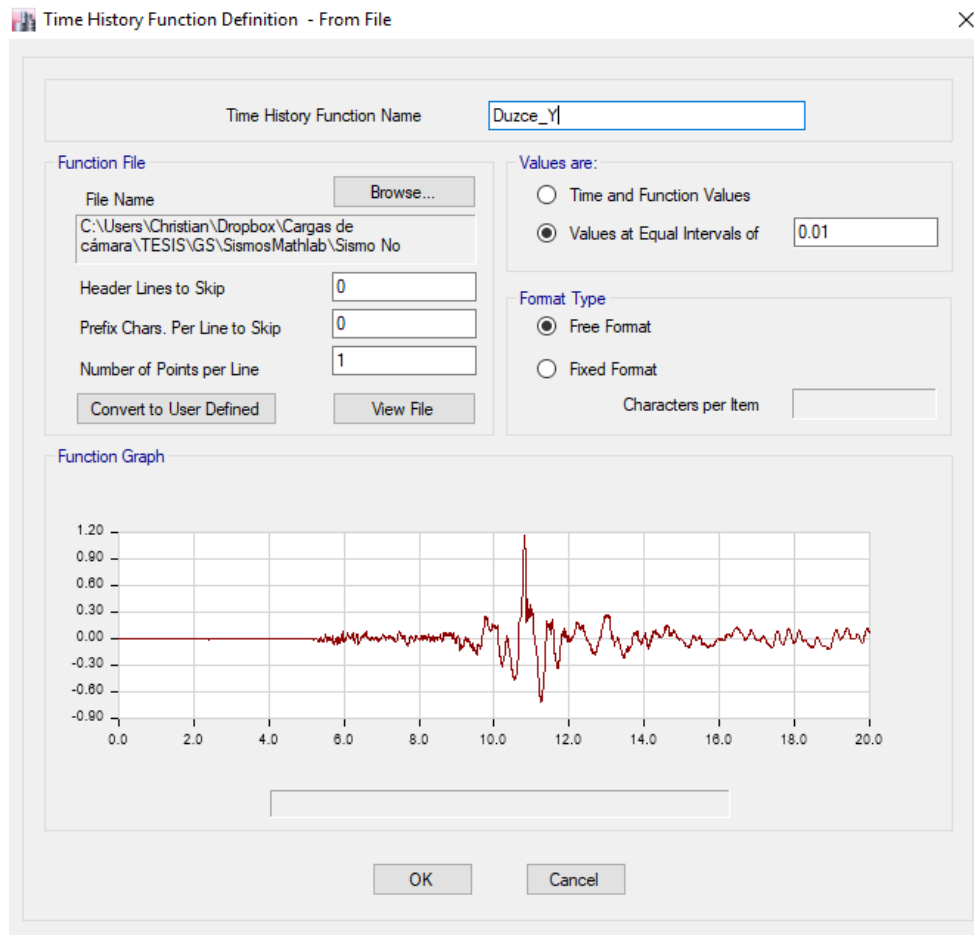 Time History Function Definition - From File
Time History Function Name
Duzce_Y
Function File
File Name
Browse...
C:\Users\Christian\Dropbox\Cargas de
cámara\TESIS\GS\SismosMathlab\Sismo No
Header Lines to Skip
0
Prefix Chars. Per Line to Skip
0
Number of Points per Line
1
Convert to User Defined
View File
Values are:
Time and Function Values
Values at Equal Intervals of
0.01
Format Type
Free Format
Fixed Format
Characters per Item
Function Graph
1.20
0.90
0.60
0.30
0.00
-0.30
-0.60
-0.90
0.0 2.0 4.0 6.0 8.0 10.0 12.0 14.0 16.0 18.0 20.0
OK
Cancel